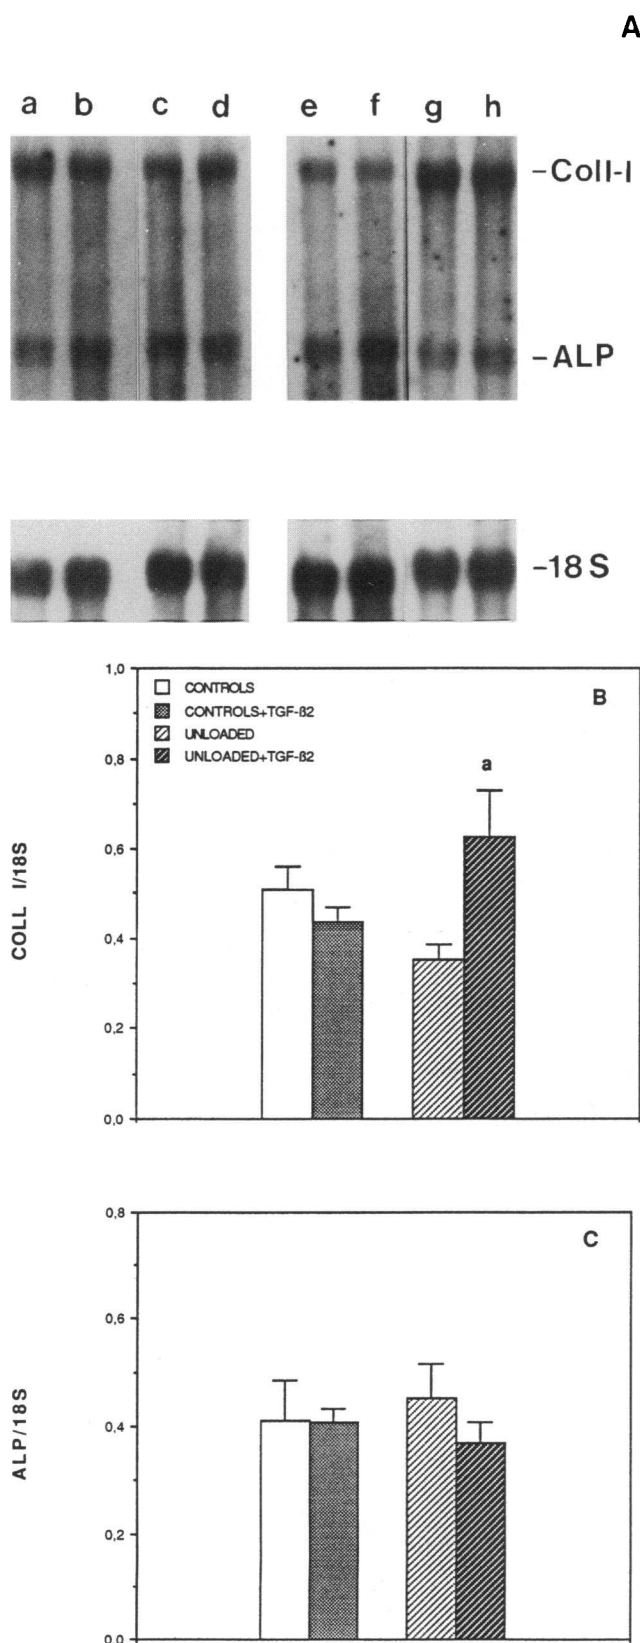 A
a b c d e f g h
-Coll-I
-ALP
-18S
1,0
0,8
0,6
0,4
0,2
0,0
COLL I/18S
CONTROLS
CONTROLS+TGF-ß2
UNLOADED
UNLOADED+TGF-ß2
B
a
0,8
0,6
0,4
0,2
0,0
ALP/18S
C